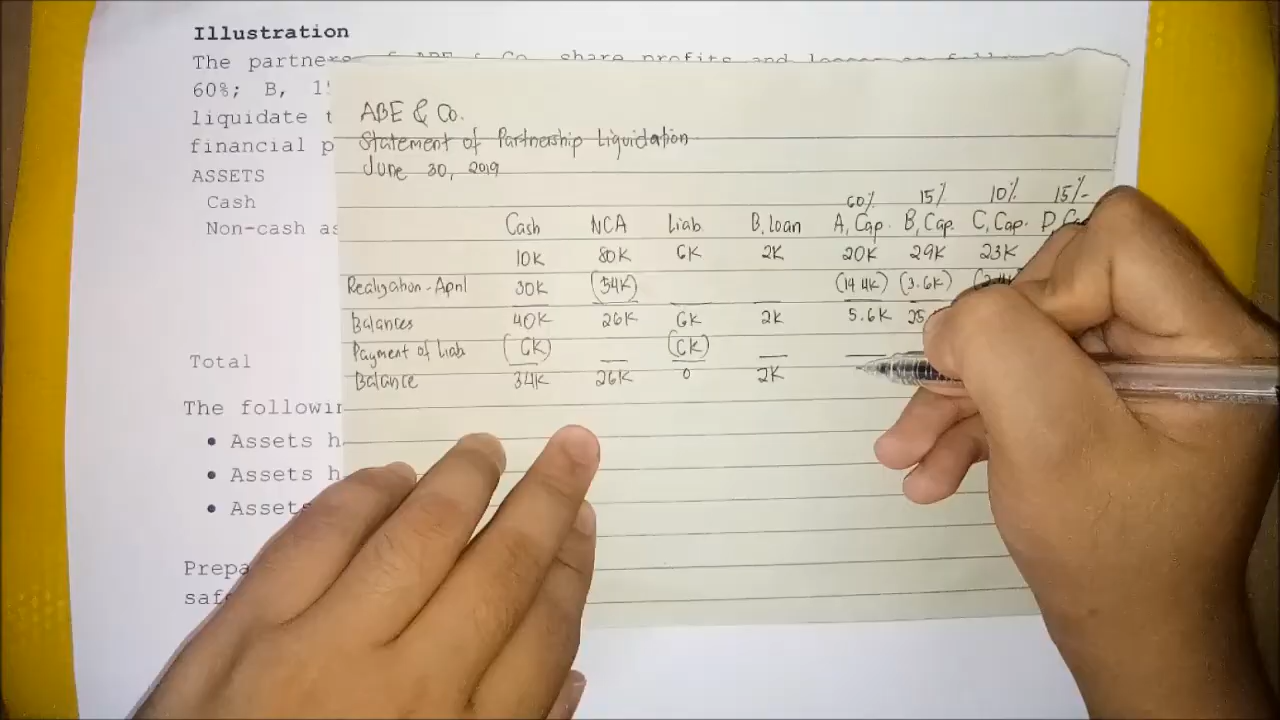 Illustration
The partners
60%; B,
liquidate
financial p
ASSETS
Cash
Non-cash as
Total
The followin
Assets h
Assets h
Assets
Prepa
saf
ABE & Co.
Statement of Partnership Liquidation
June 30, 2019
60% 15% 10% 15%
Cash NCA Liab. B, Loan A, Cap. B, Cap. C, Cap. D, Cap
10K 80K 6K 2K 20K 29K 23K
Realization - April 30K (54K) (14.4K) (3.6K)
Balances 40K 26K 6K 2K 5.6K
Payment of Liab (6K) (6K)
Balance 34K 26K 0 2K